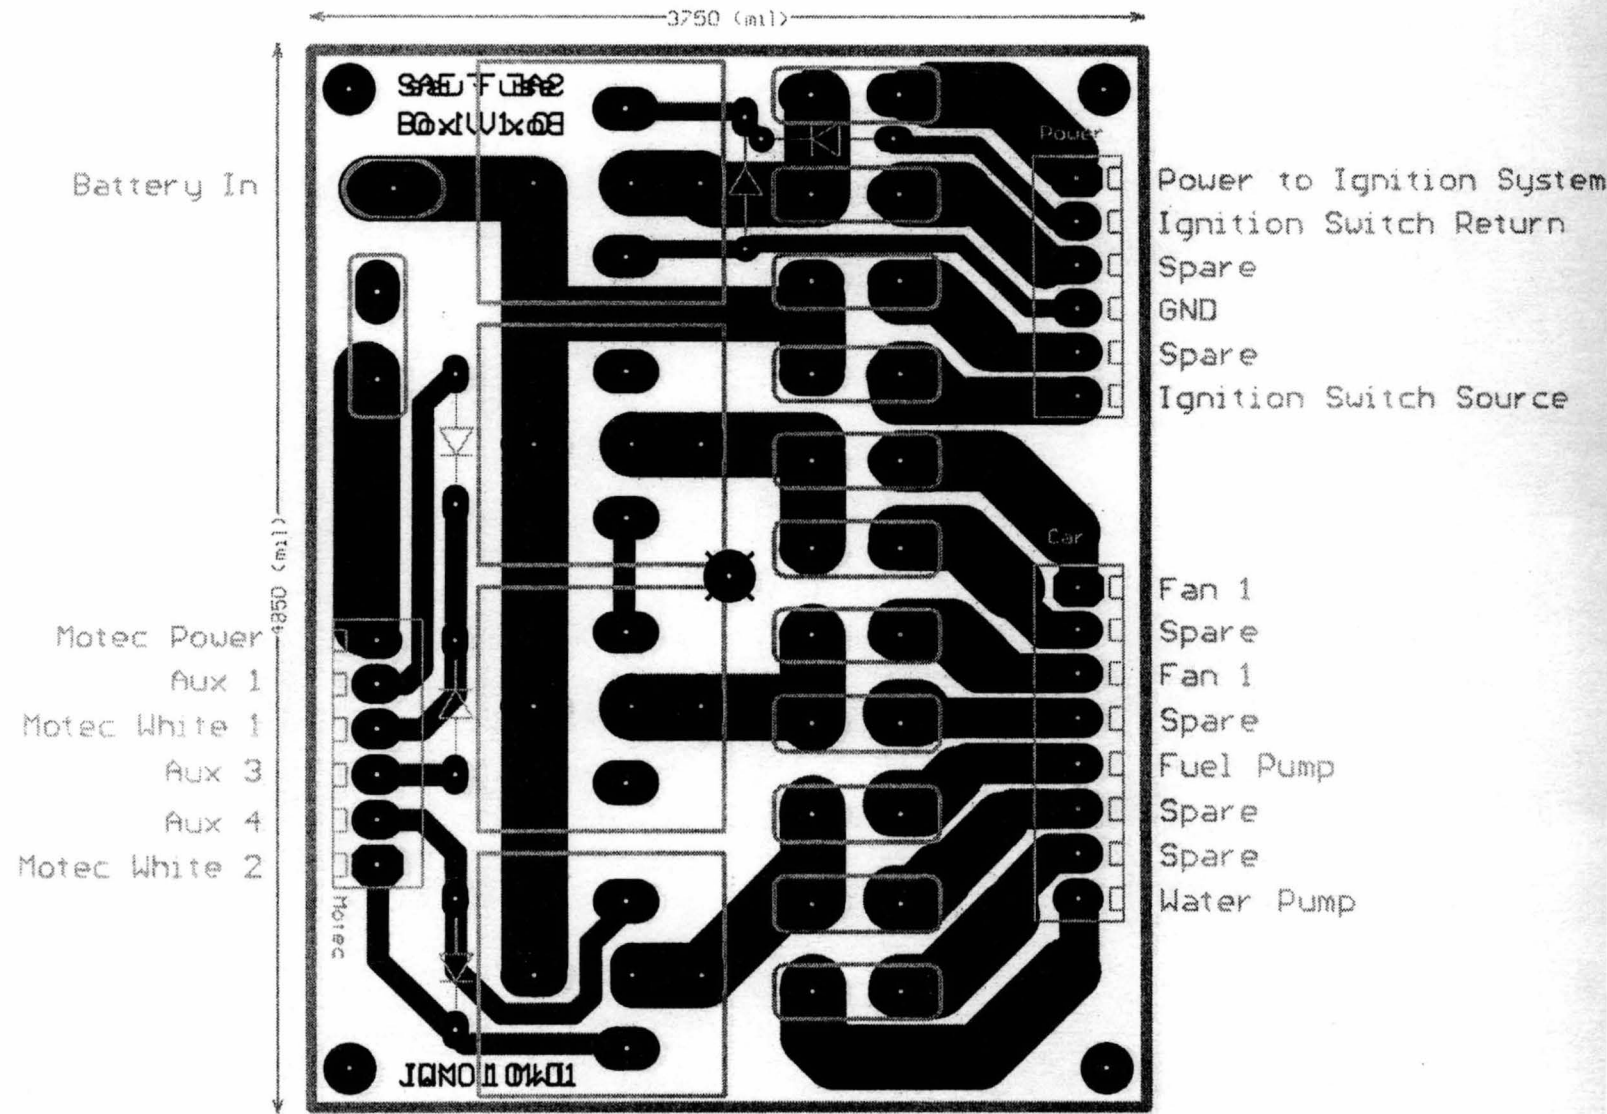 3750 (mil)
Power
Battery In
Power to Ignition System
Ignition Switch Return
Spare
GND
Spare
Ignition Switch Source
4850 (mil)
Car
Fan 1
Motec Power
Spare
Aux 1
Fan 1
Motec White 1
Spare
Aux 3
Fuel Pump
Aux 4
Spare
Motec White 2
Spare
Water Pump
Motec